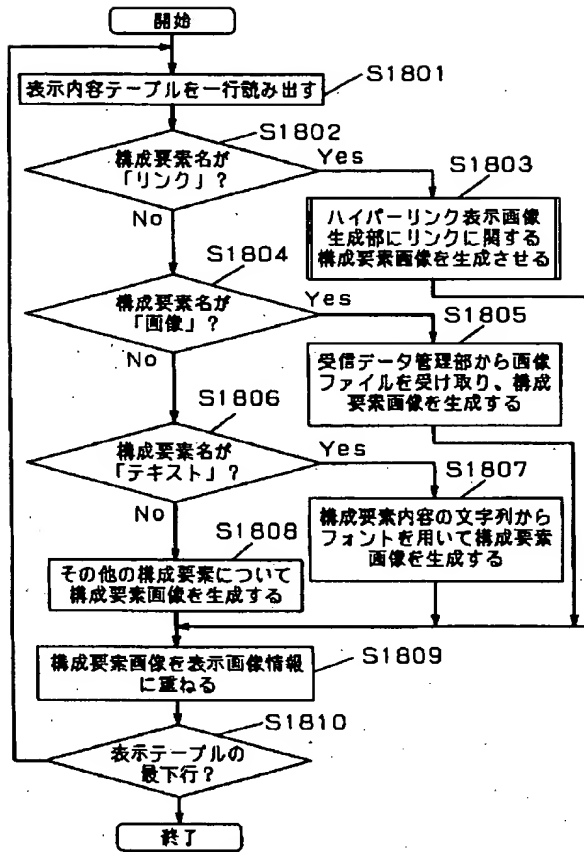 開始
S1801
表示内容テーブルを一行読み出す
S1802
構成要素名が
「リンク」?
Yes
No
S1803
ハイパーリンク表示画像
生成部にリンクに関する
構成要素画像を生成させる
S1804
構成要素名が
「画像」?
Yes
No
S1805
受信データ管理部から画像
ファイルを受け取り、構成
要素画像を生成する
S1806
構成要素名が
「テキスト」?
Yes
No
S1807
構成要素内容の文字列から
フォントを用いて構成要素
画像を生成する
S1808
その他の構成要素について
構成要素画像を生成する
S1809
構成要素画像を表示画像情報
に重ねる
S1810
表示テーブルの
最下行?
終了